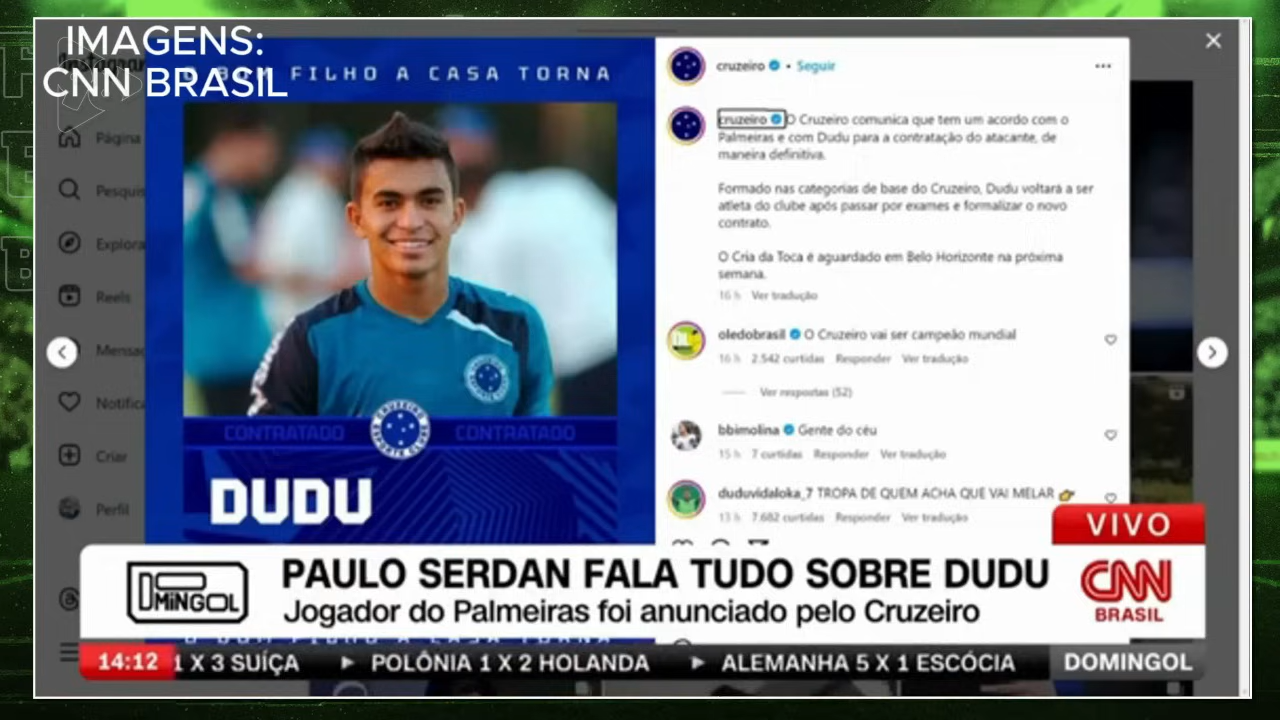 IMAGENS:
CNN BRASIL
FILHO A CASA TORNA
Página
Explora
Reels
Criar
Perfil
CONTRATADO
CONTRATADO
DUDU
cruzeiro • Seguir
cruzeiro O Cruzeiro comunica que tem um acordo com o
Palmeiras e com Dudu para a contratação do atacante, de
maneira definitiva.
Formado nas categorias de base do Cruzeiro, Dudu voltará a ser
atleta do clube após passar por exames e formalizar o novo
contrato.
O Cria da Toca é aguardado em Belo Horizonte na próxima
semana.
16 h Ver tradução
oledobrasil O Cruzeiro vai ser campeão mundial
16 h 2.542 curtidas Responder Ver tradução
Ver respostas (52)
bbimolina Gente do céu
15 h 7 curtidas Responder Ver tradução
duduvidaloka_7 TROPA DE QUEM ACHA QUE VAI MELAR
13 h 7.682 curtidas Responder Ver tradução
VIVO
DOMINGOL
PAULO SERDAN FALA TUDO SOBRE DUDU
Jogador do Palmeiras foi anunciado pelo Cruzeiro
CNN
BRASIL
14:12 1 X 3 SUÍÇA ▶ POLÔNIA 1 X 2 HOLANDA ▶ ALEMANHA 5 X 1 ESCÓCIA DOMINGOL